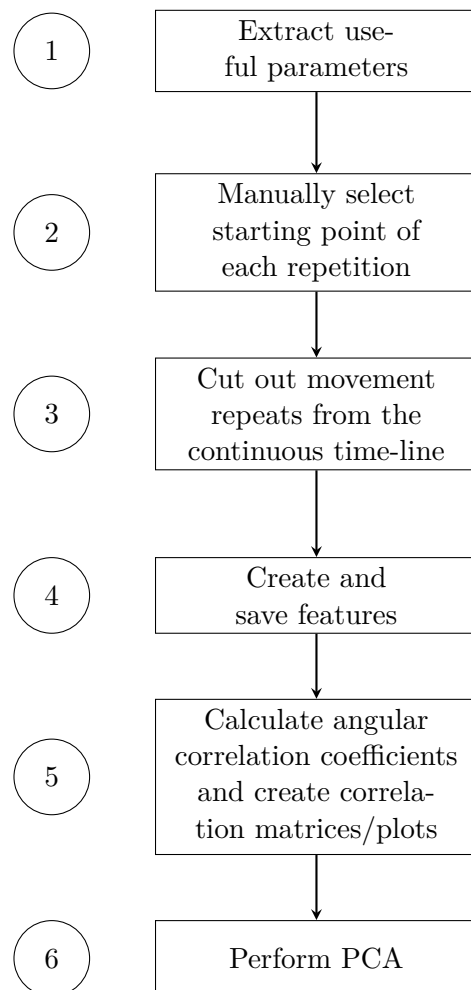 1
Extract use-
ful parameters
2
Manually select
starting point of
each repetition
3
Cut out movement
repeats from the
continuous time-line
4
Create and
save features
5
Calculate angular
correlation coefficients
and create correla-
tion matrices/plots
6
Perform PCA